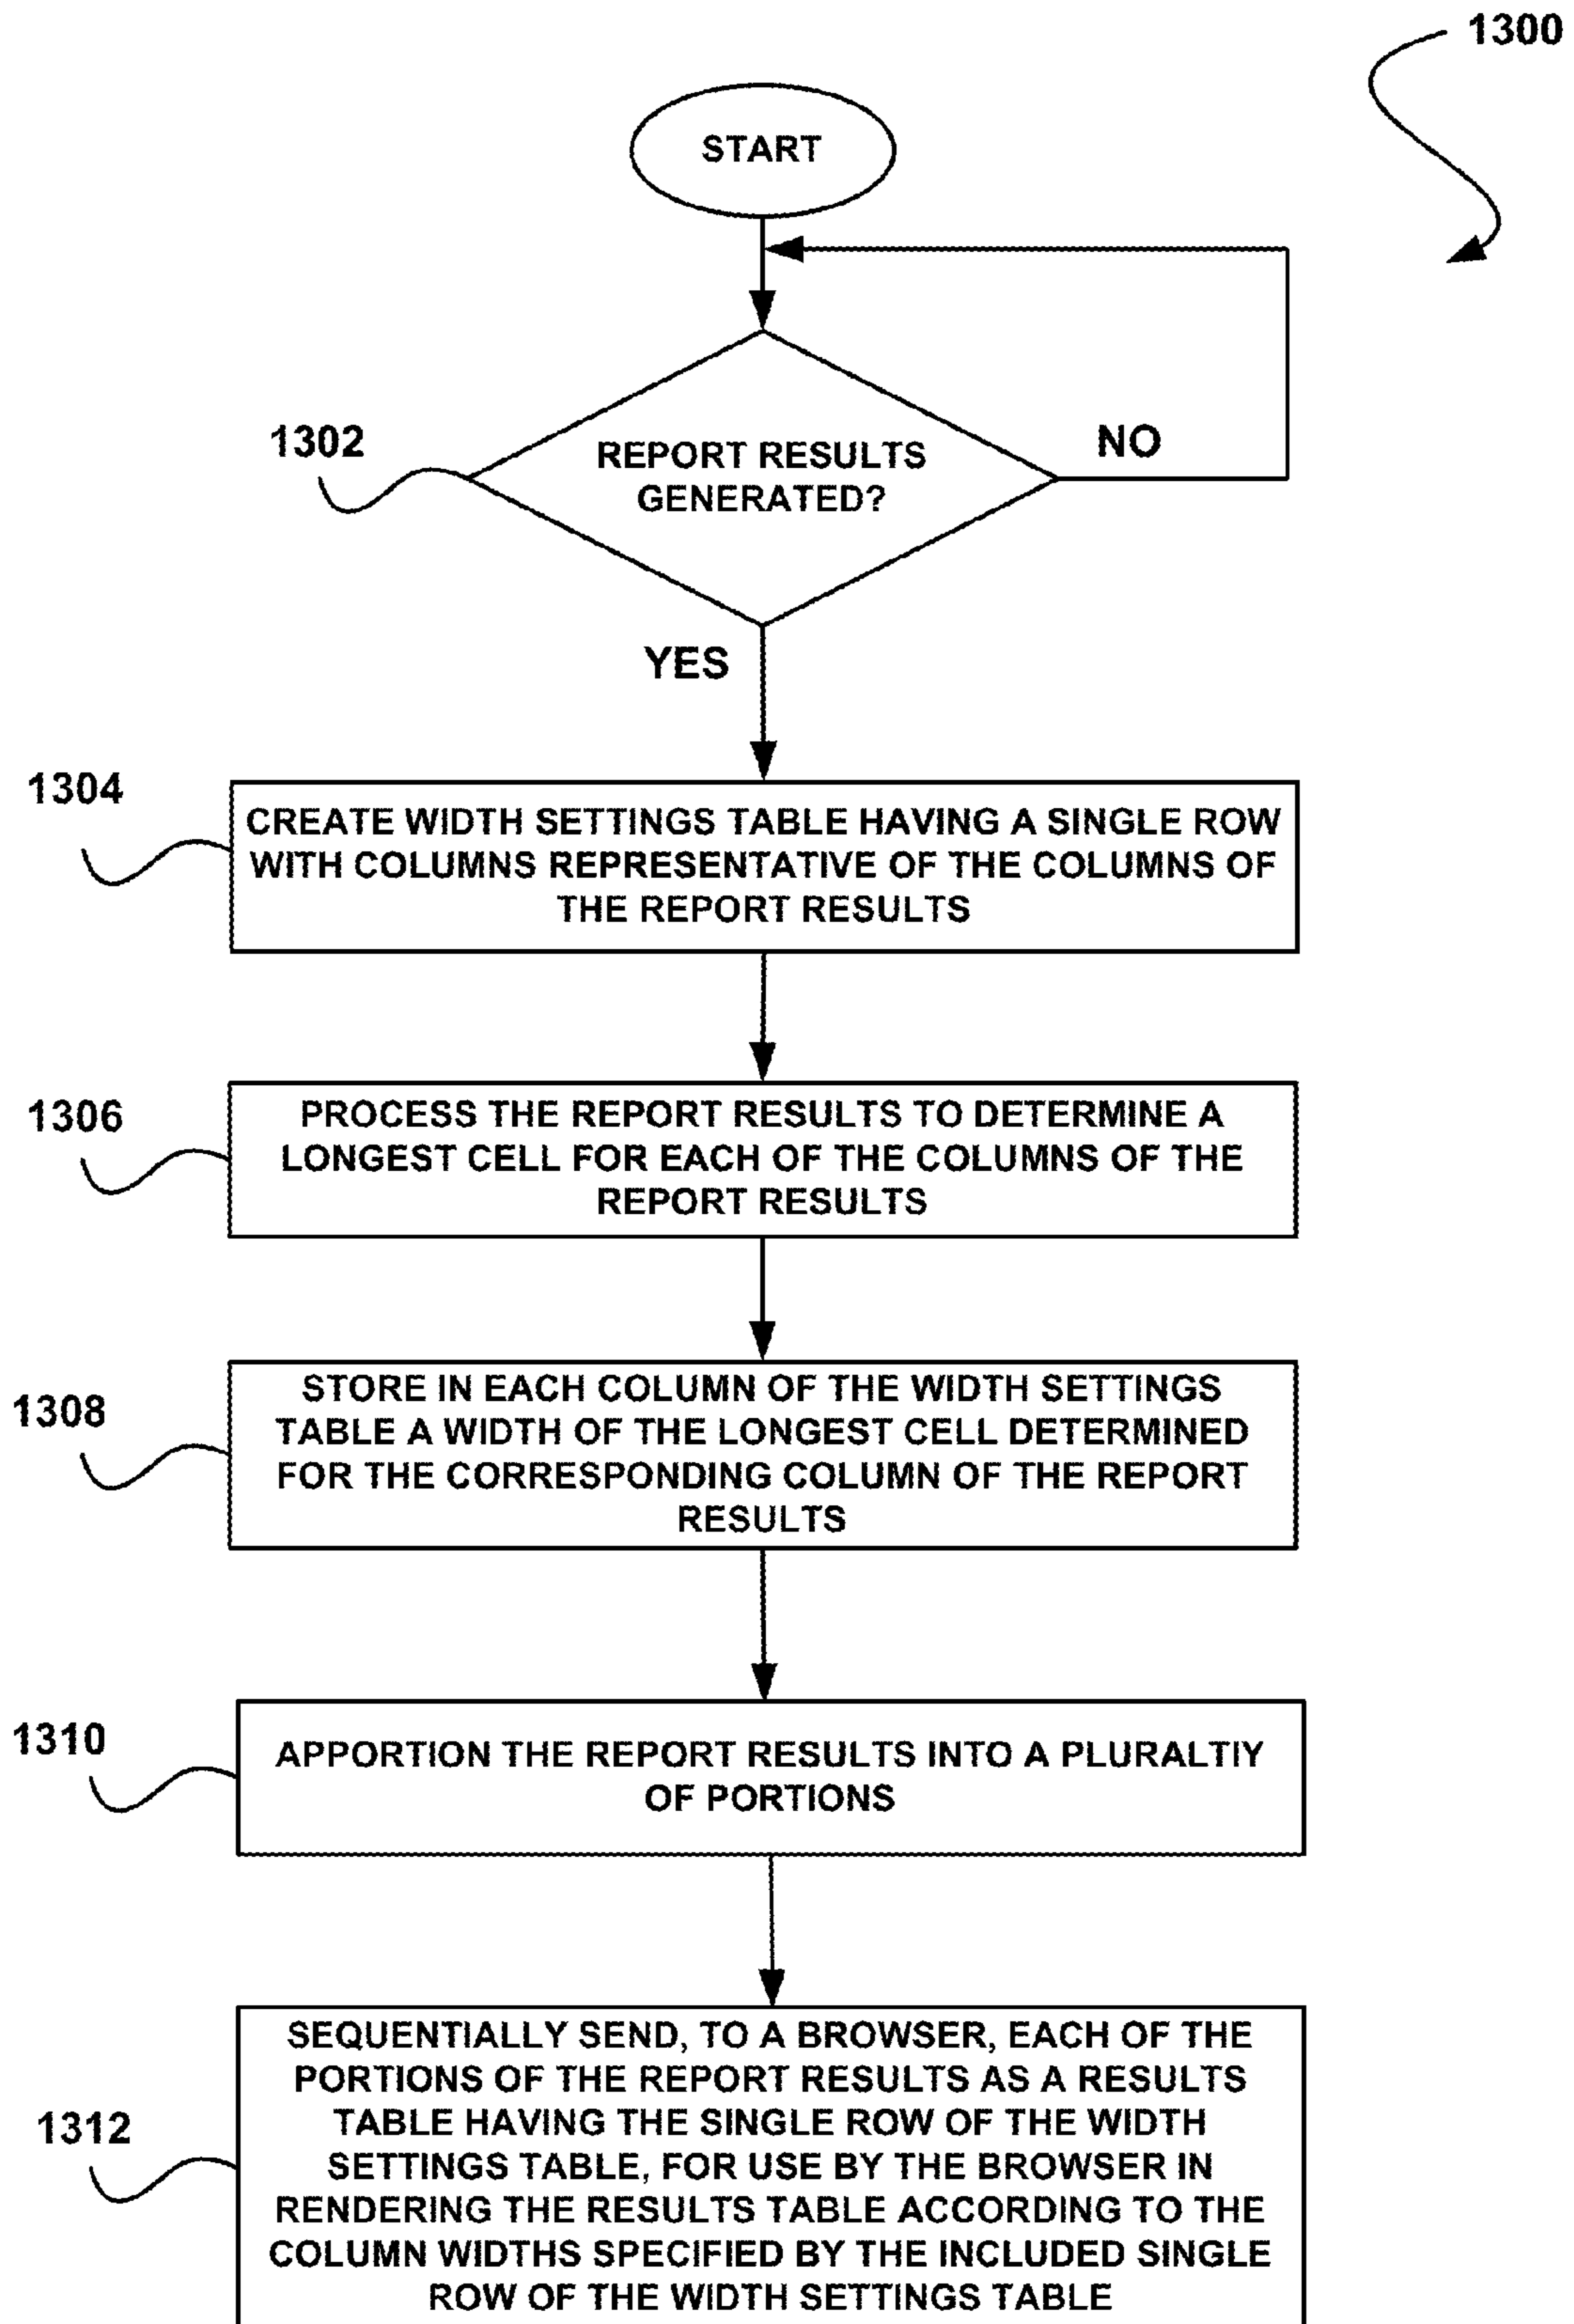 1300
START
1302
REPORT RESULTS
GENERATED?
NO
YES
1304
CREATE WIDTH SETTINGS TABLE HAVING A SINGLE ROW
WITH COLUMNS REPRESENTATIVE OF THE COLUMNS OF
THE REPORT RESULTS
1306
PROCESS THE REPORT RESULTS TO DETERMINE A
LONGEST CELL FOR EACH OF THE COLUMNS OF THE
REPORT RESULTS
1308
STORE IN EACH COLUMN OF THE WIDTH SETTINGS
TABLE A WIDTH OF THE LONGEST CELL DETERMINED
FOR THE CORRESPONDING COLUMN OF THE REPORT
RESULTS
1310
APPORTION THE REPORT RESULTS INTO A PLURALTIY
OF PORTIONS
1312
SEQUENTIALLY SEND, TO A BROWSER, EACH OF THE
PORTIONS OF THE REPORT RESULTS AS A RESULTS
TABLE HAVING THE SINGLE ROW OF THE WIDTH
SETTINGS TABLE, FOR USE BY THE BROWSER IN
RENDERING THE RESULTS TABLE ACCORDING TO THE
COLUMN WIDTHS SPECIFIED BY THE INCLUDED SINGLE
ROW OF THE WIDTH SETTINGS TABLE